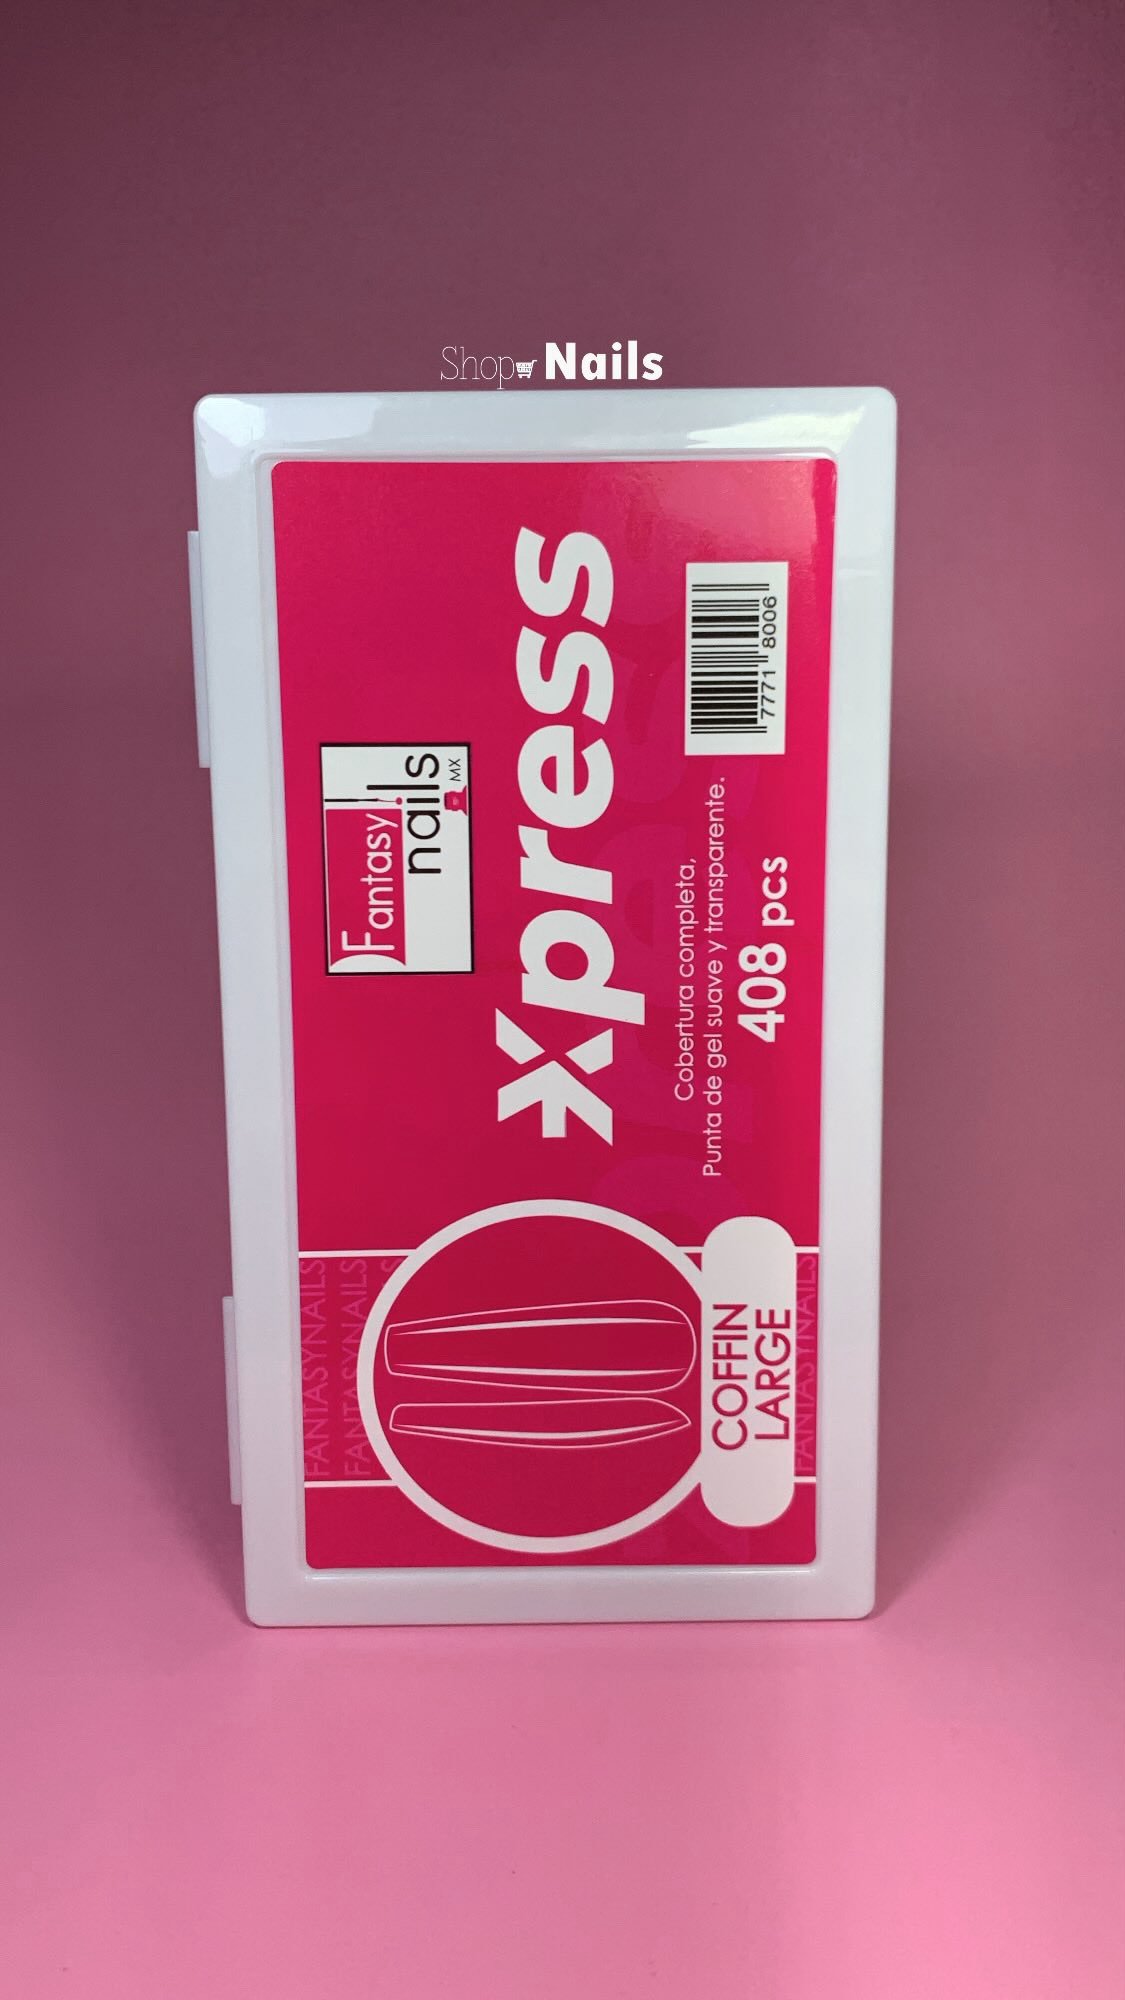 Shop Nails
Fantasy
nails
MX
xpress
Cobertura completa,
Punta de gel suave y transparente.
408 pcs
7771 8006
COFFIN
LARGE
FANTASYNAILS
FANTASYNAILS
FANTASYNAILS